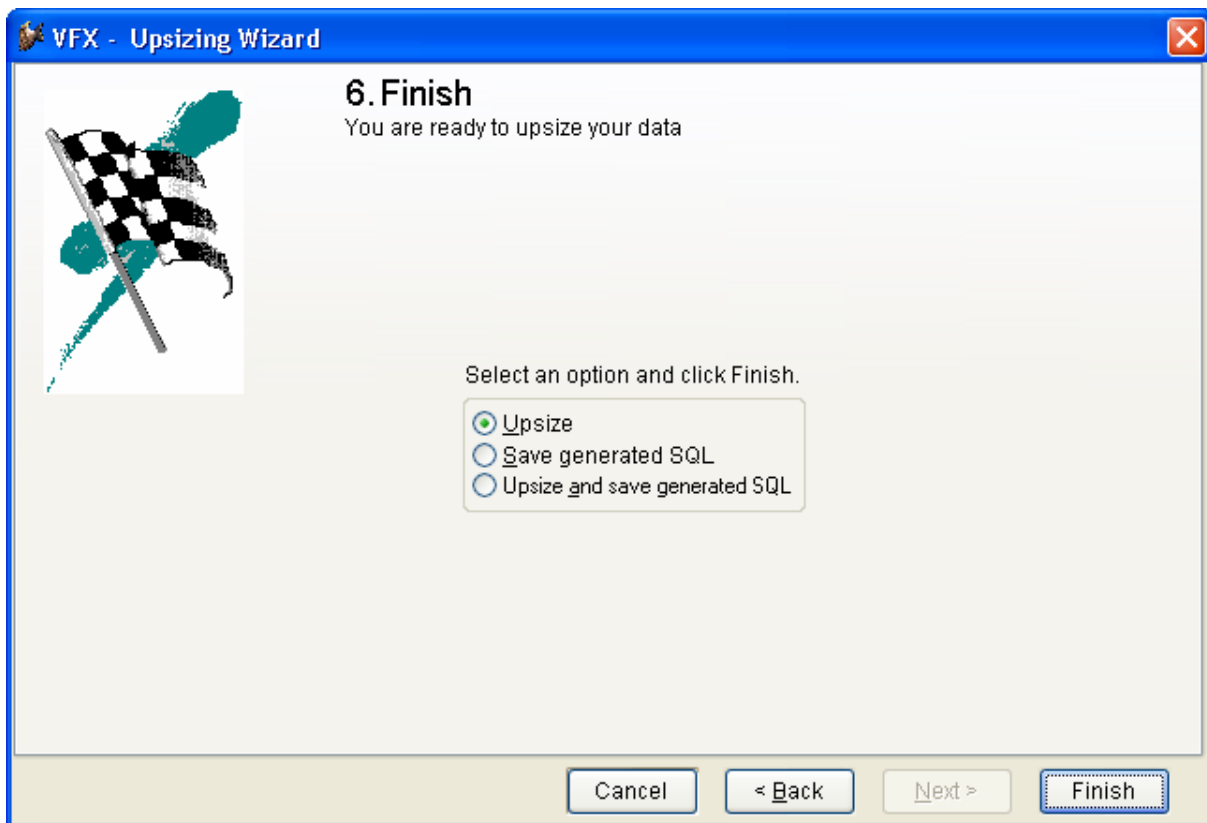 VFX - Upsizing Wizard
6. Finish
You are ready to upsize your data
Select an option and click Finish.
Upsize
Save generated SQL
Upsize and save generated SQL
Cancel
< Back
Next >
Finish